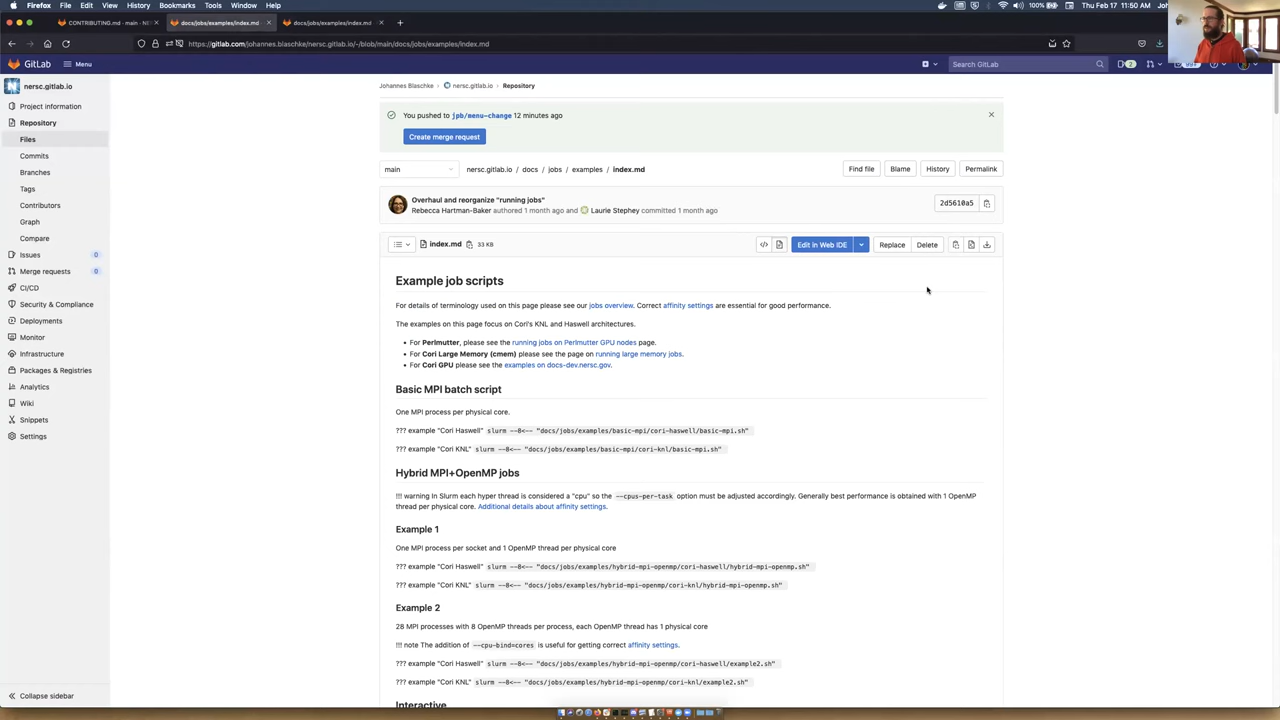 Firefox File Edit View History Bookmarks Tools Window Help
100% Thu Feb 17 11:50 AM
CONTRIBUTING.md · main · docs/jobs/examples/index.md docs/jobs/examples/index.md
https://gitlab.com/johannes.blaschke/nersc.gitlab.io/-/blob/main/docs/jobs/examples/index.md
GitLab Menu Search GitLab 2
nersc.gitlab.io
Project information
Repository
Files
Commits
Branches
Tags
Contributors
Graph
Compare
Issues 0
Merge requests 0
CI/CD
Security & Compliance
Deployments
Monitor
Infrastructure
Packages & Registries
Analytics
Wiki
Snippets
Settings
Collapse sidebar
Johannes Blaschke › nersc.gitlab.io › Repository
You pushed to jpb/menu-change 12 minutes ago
Create merge request
main nersc.gitlab.io / docs / jobs / examples / index.md Find file Blame History Permalink
Overhaul and reorganize "running jobs"
Rebecca Hartman-Baker authored 1 month ago and Laurie Stephey committed 1 month ago
2d5610a5
index.md 33 KB </> Edit in Web IDE Replace Delete
Example job scripts
For details of terminology used on this page please see our jobs overview. Correct affinity settings are essential for good performance.
The examples on this page focus on Cori's KNL and Haswell architectures.
• For Perlmutter, please see the running jobs on Perlmutter GPU nodes page.
• For Cori Large Memory (cmem) please see the page on running large memory jobs.
• For Cori GPU please see the examples on docs-dev.nersc.gov.
Basic MPI batch script
One MPI process per physical core.
??? example "Cori Haswell" slurm --8<-- "docs/jobs/examples/basic-mpi/cori-haswell/basic-mpi.sh"
??? example "Cori KNL" slurm --8<-- "docs/jobs/examples/basic-mpi/cori-knl/basic-mpi.sh"
Hybrid MPI+OpenMP jobs
!!! warning In Slurm each hyper thread is considered a "cpu" so the --cpus-per-task option must be adjusted accordingly. Generally best performance is obtained with 1 OpenMP
thread per physical core. Additional details about affinity settings.
Example 1
One MPI process per socket and 1 OpenMP thread per physical core
??? example "Cori Haswell" slurm --8<-- "docs/jobs/examples/hybrid-mpi-openmp/cori-haswell/hybrid-mpi-openmp.sh"
??? example "Cori KNL" slurm --8<-- "docs/jobs/examples/hybrid-mpi-openmp/cori-knl/hybrid-mpi-openmp.sh"
Example 2
28 MPI processes with 8 OpenMP threads per process, each OpenMP thread has 1 physical core
!!! note The addition of --cpu-bind=cores is useful for getting correct affinity settings.
??? example "Cori Haswell" slurm --8<-- "docs/jobs/examples/hybrid-mpi-openmp/cori-haswell/example2.sh"
??? example "Cori KNL" slurm --8<-- "docs/jobs/examples/hybrid-mpi-openmp/cori-knl/example2.sh"
Interactive